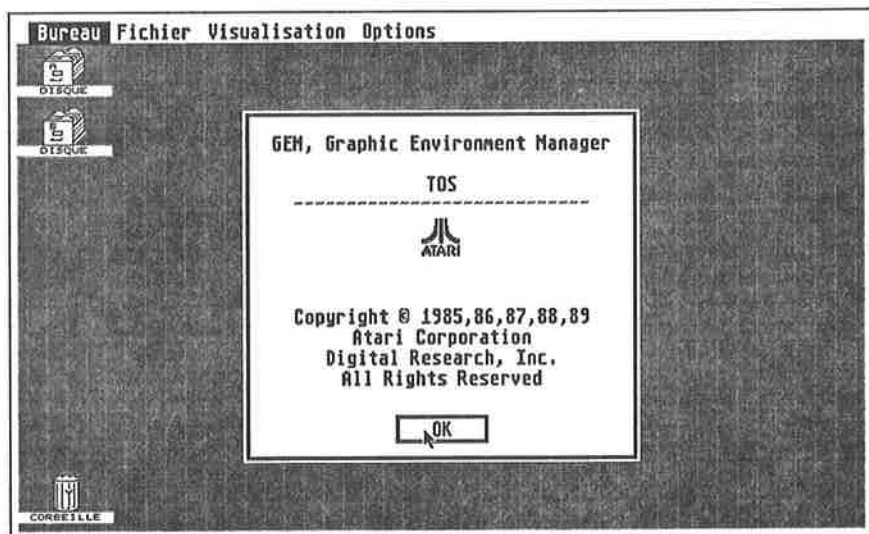 Bureau Fichier Visualisation Options
DISQUE
DISQUE
GEM, Graphic Environment Manager
TOS
ATARI
Copyright © 1985,86,87,88,89
Atari Corporation
Digital Research, Inc.
All Rights Reserved
OK
CORBEILLE